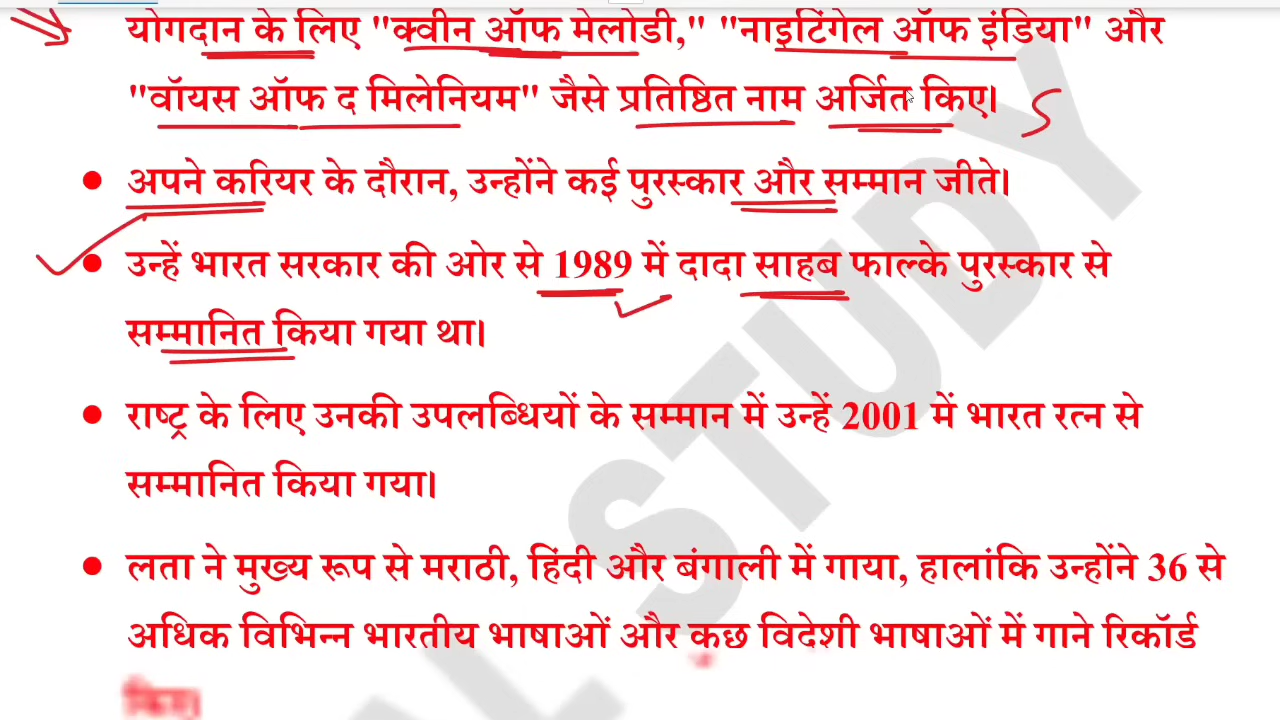 योगदान के लिए "क्वीन ऑफ मेलोडी," "नाइटिंगेल ऑफ इंडिया" और
"वॉयस ऑफ द मिलेनियम" जैसे प्रतिष्ठित नाम अर्जित किए।
● अपने करियर के दौरान, उन्होंने कई पुरस्कार और सम्मान जीते।
● उन्हें भारत सरकार की ओर से 1989 में दादा साहब फाल्के पुरस्कार से
सम्मानित किया गया था।
● राष्ट्र के लिए उनकी उपलब्धियों के सम्मान में उन्हें 2001 में भारत रत्न से
सम्मानित किया गया।
● लता ने मुख्य रूप से मराठी, हिंदी और बंगाली में गाया, हालांकि उन्होंने 36 से
अधिक विभिन्न भारतीय भाषाओं और कुछ विदेशी भाषाओं में गाने रिकॉर्ड
किए।
STUDY